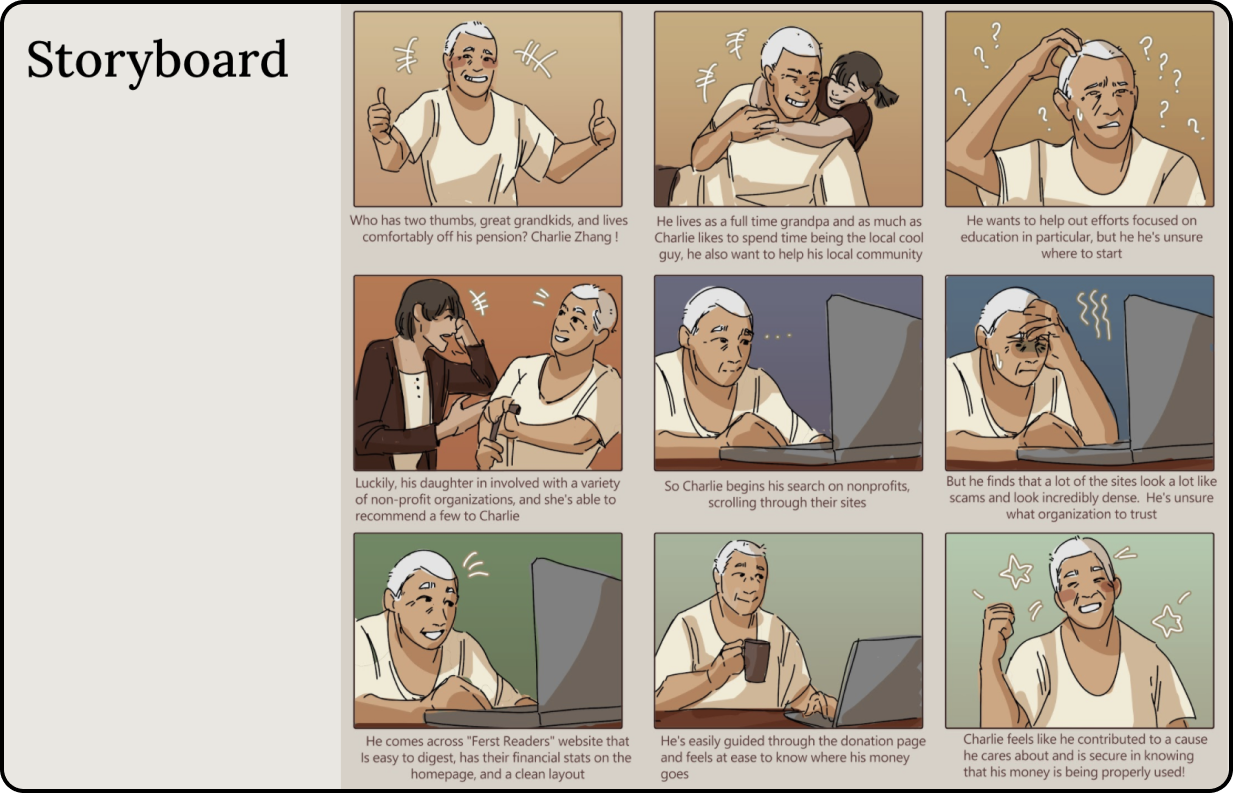 Storyboard
Who has two thumbs, great grandkids, and lives
comfortably off his pension? Charlie Zhang !
He lives as a full time grandpa and as much as
Charlie likes to spend time being the local cool
guy, he also want to help his local community
He wants to help out efforts focused on
education in particular, but he he's unsure
where to start
Luckily, his daughter in involved with a variety
of non-profit organizations, and she's able to
recommend a few to Charlie
So Charlie begins his search on nonprofits,
scrolling through their sites
But he finds that a lot of the sites look a lot like
scams and look incredibly dense. He's unsure
what organization to trust
He comes across "Ferst Readers" website that
Is easy to digest, has their financial stats on the
homepage, and a clean layout
He's easily guided through the donation page
and feels at ease to know where his money
goes
Charlie feels like he contributed to a cause
he cares about and is secure in knowing
that his money is being properly used!